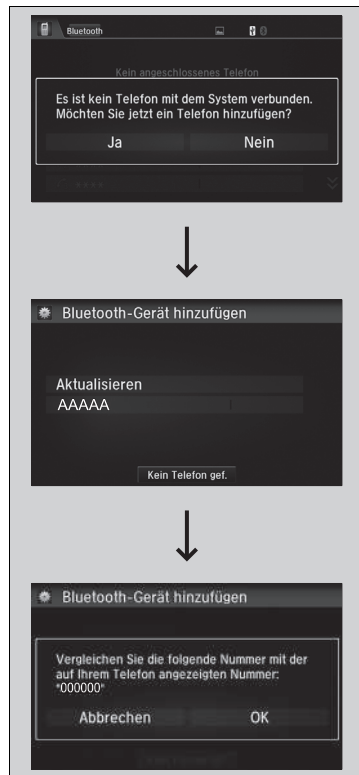 Bluetooth
Kein angeschlossenes Telefon
Es ist kein Telefon mit dem System verbunden.
Möchten Sie jetzt ein Telefon hinzufügen?
Ja Nein
Bluetooth-Gerät hinzufügen
Aktualisieren
AAAAA
Kein Telefon gef.
Bluetooth-Gerät hinzufügen
Vergleichen Sie die folgende Nummer mit der
auf Ihrem Telefon angezeigten Nummer:
"000000"
Abbrechen OK